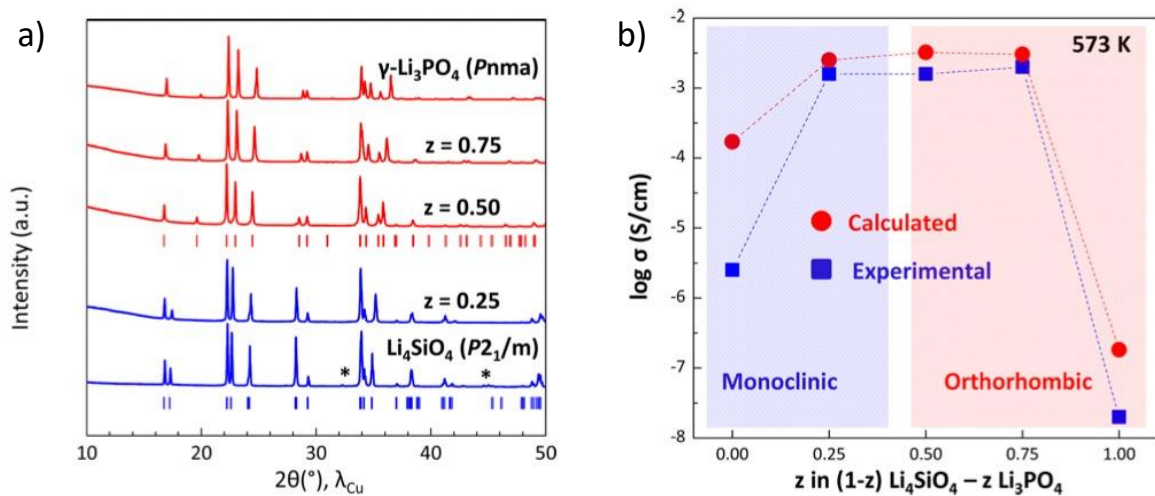 a)
γ-Li₃PO₄ (Pnma)
z = 0.75
z = 0.50
z = 0.25
Li₄SiO₄ (P2₁/m)
*
*
Intensity (a.u.)
10
20
30
40
50
2θ(°), λCu
b)
-2
-3
-4
-5
-6
-7
-8
log σ (S/cm)
573 K
Calculated
Experimental
Monoclinic
Orthorhombic
0.00
0.25
0.50
0.75
1.00
z in (1-z) Li₄SiO₄ – z Li₃PO₄